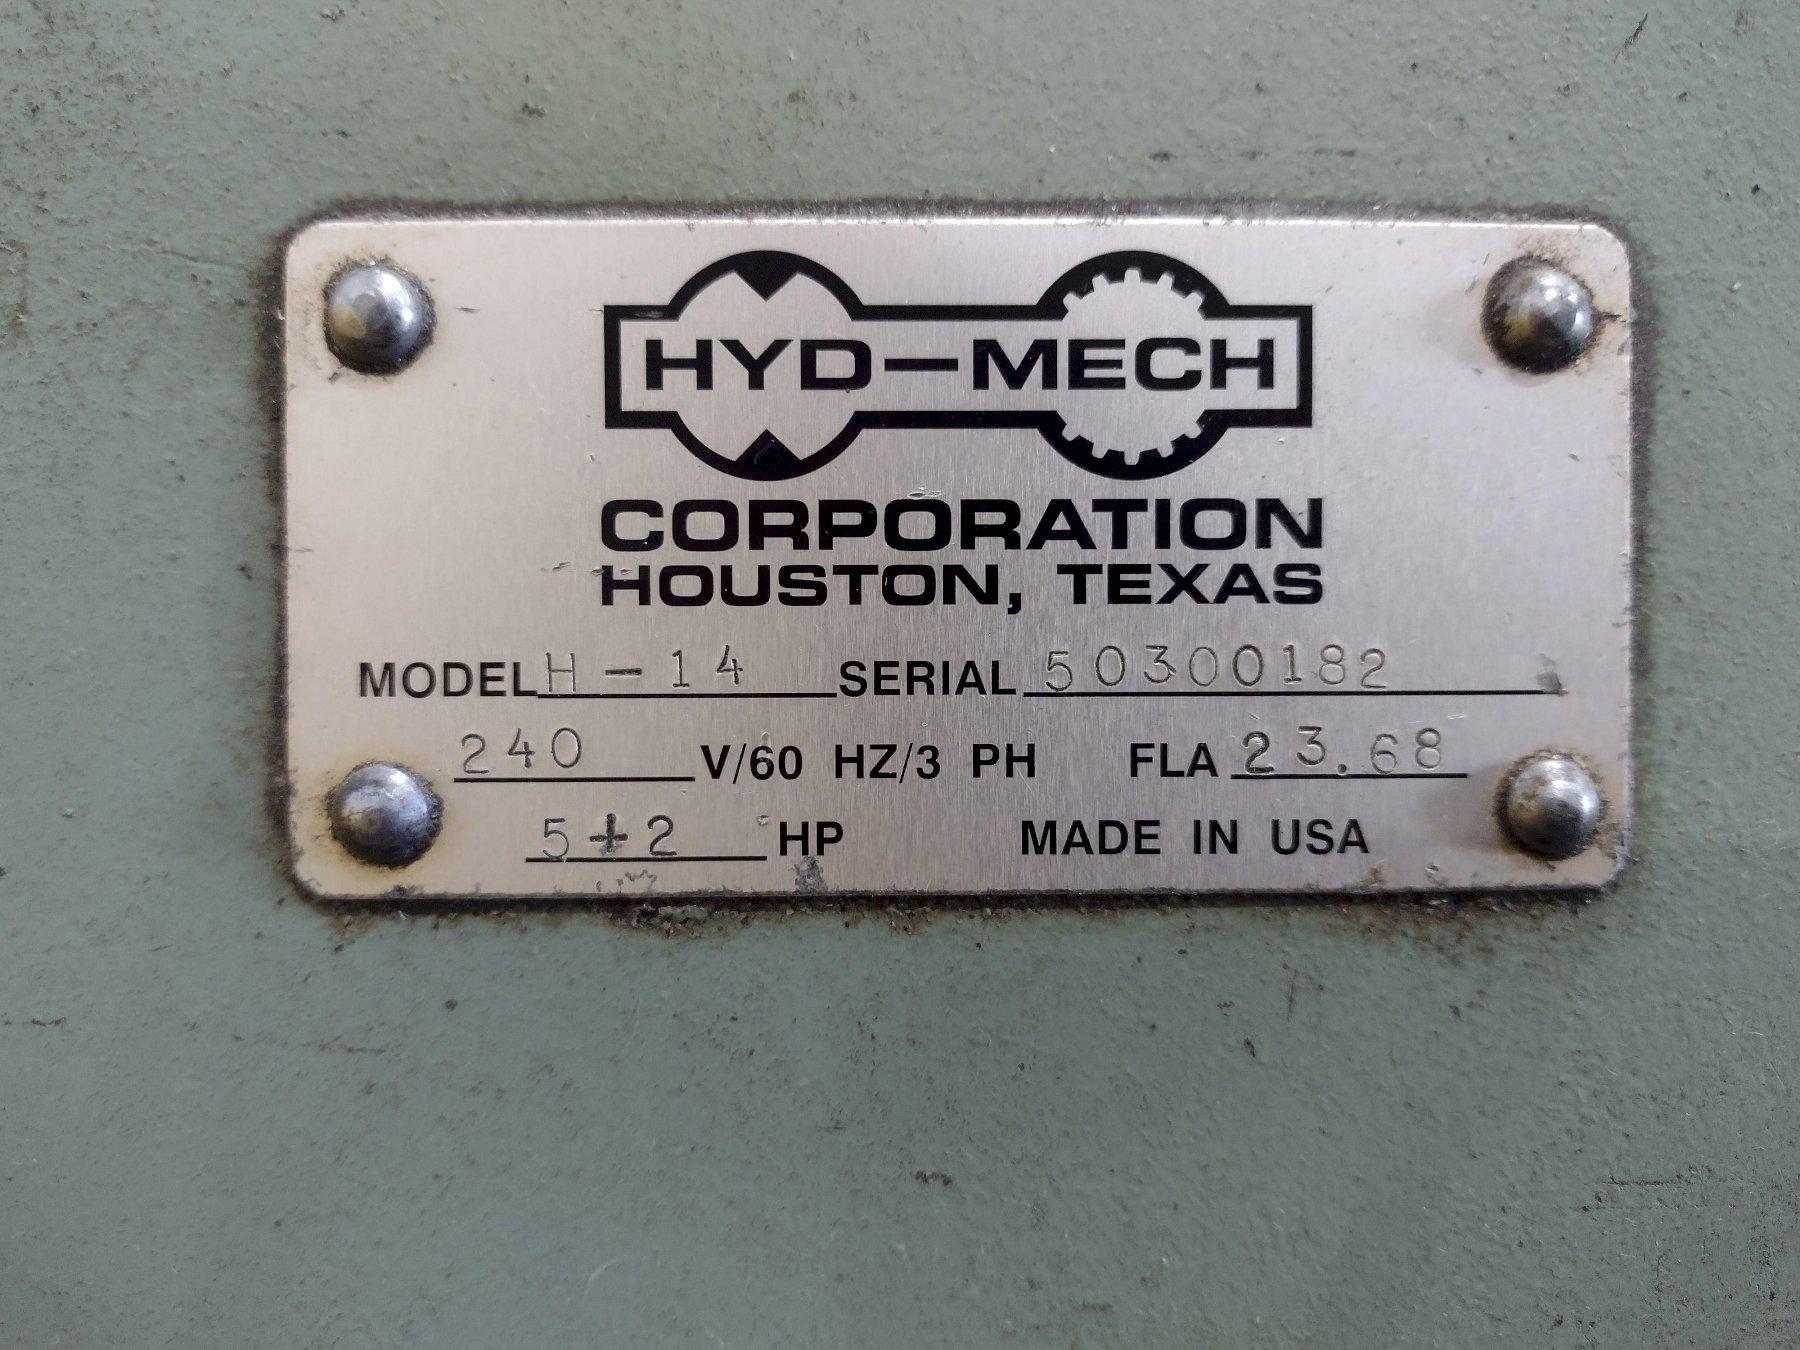 HYD-MECH
CORPORATION
HOUSTON, TEXAS
MODEL H-14 SERIAL 50300182
240 V/60 HZ/3 PH FLA 23.68
5+2 HP MADE IN USA